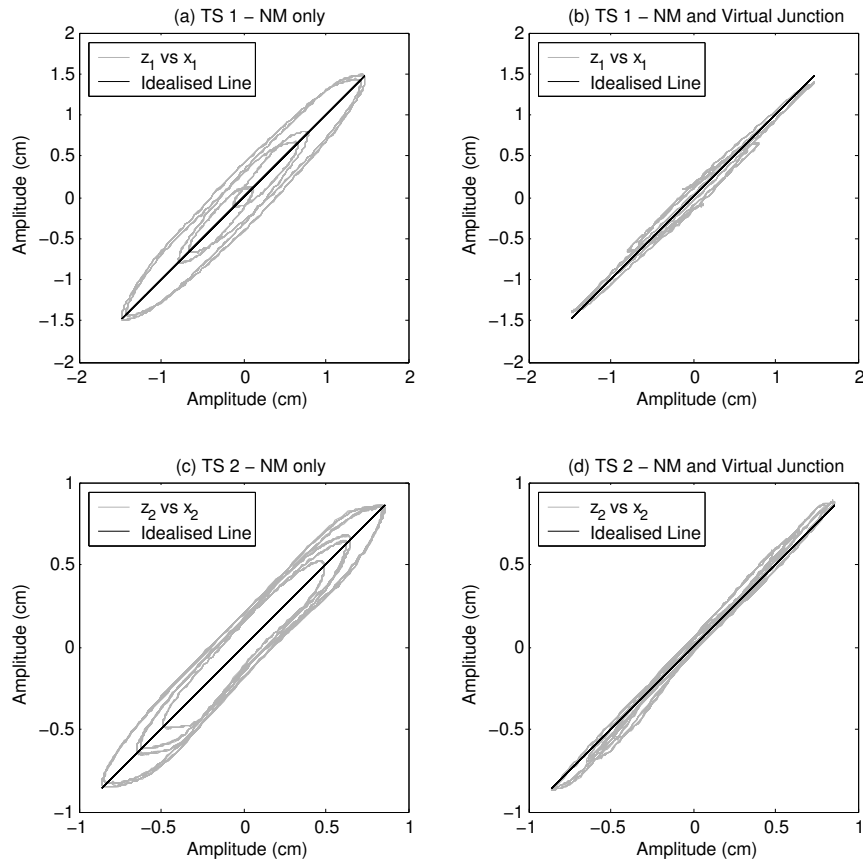 (a) TS 1 − NM only
2
1.5
1
0.5
0
−0.5
−1
−1.5
−2
Amplitude (cm)
z1 vs x1
Idealised Line
−2 −1 0 1 2
Amplitude (cm)
(b) TS 1 − NM and Virtual Junction
2
1.5
1
0.5
0
−0.5
−1
−1.5
−2
Amplitude (cm)
z1 vs x1
Idealised Line
−2 −1 0 1 2
Amplitude (cm)
(c) TS 2 − NM only
1
0.5
0
−0.5
−1
Amplitude (cm)
z2 vs x2
Idealised Line
−1 −0.5 0 0.5 1
Amplitude (cm)
(d) TS 2 − NM and Virtual Junction
1
0.5
0
−0.5
−1
Amplitude (cm)
z2 vs x2
Idealised Line
−1 −0.5 0 0.5 1
Amplitude (cm)